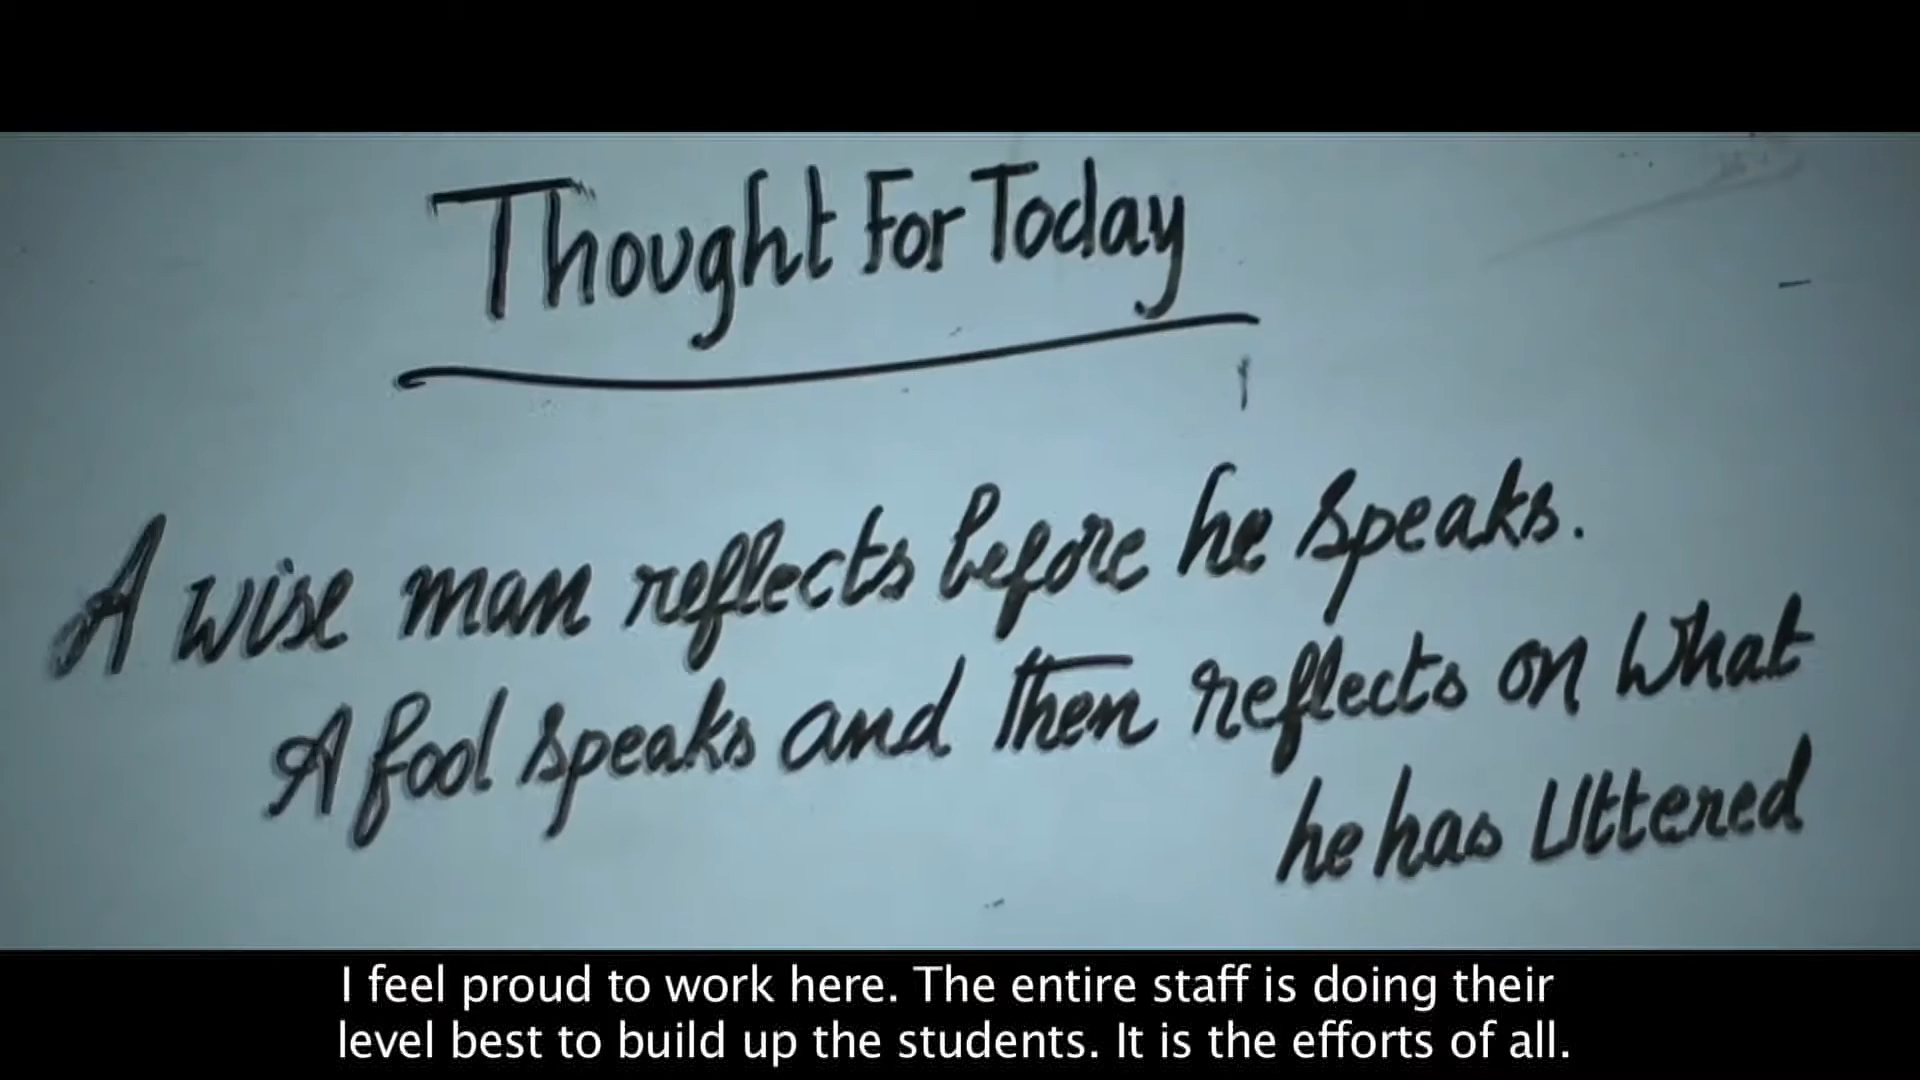 Thought For Today
A wise man reflects before he speaks.
A fool speaks and then reflects on What
he has Uttered
I feel proud to work here. The entire staff is doing their
level best to build up the students. It is the efforts of all.